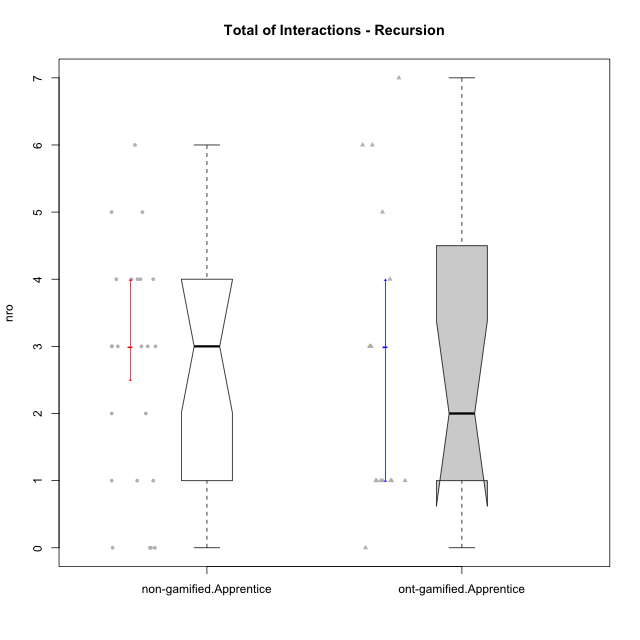 Total of Interactions - Recursion
nro
7
6
5
4
3
2
1
0
non-gamified.Apprentice
ont-gamified.Apprentice